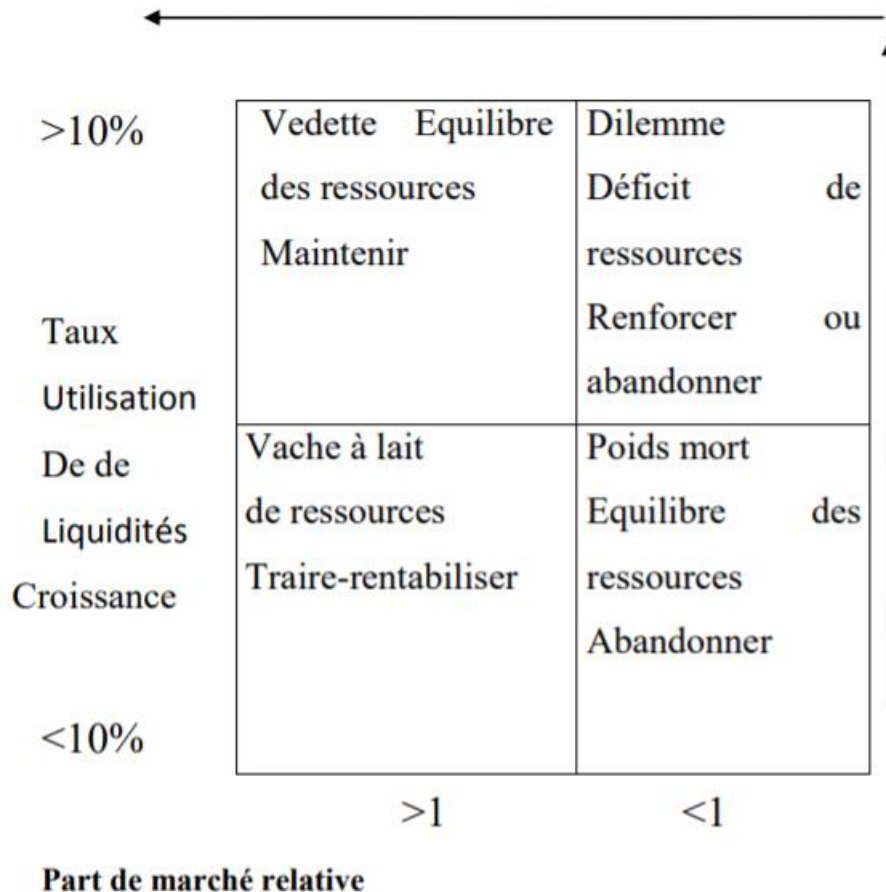 >10%
Vedette Equilibre
des ressources
Maintenir
Dilemme
Déficit de
ressources
Renforcer ou
abandonner
Taux
Utilisation
De de
Liquidités
Croissance
Vache à lait
de ressources
Traire-rentabiliser
Poids mort
Equilibre des
ressources
Abandonner
<10%
>1
<1
Part de marché relative